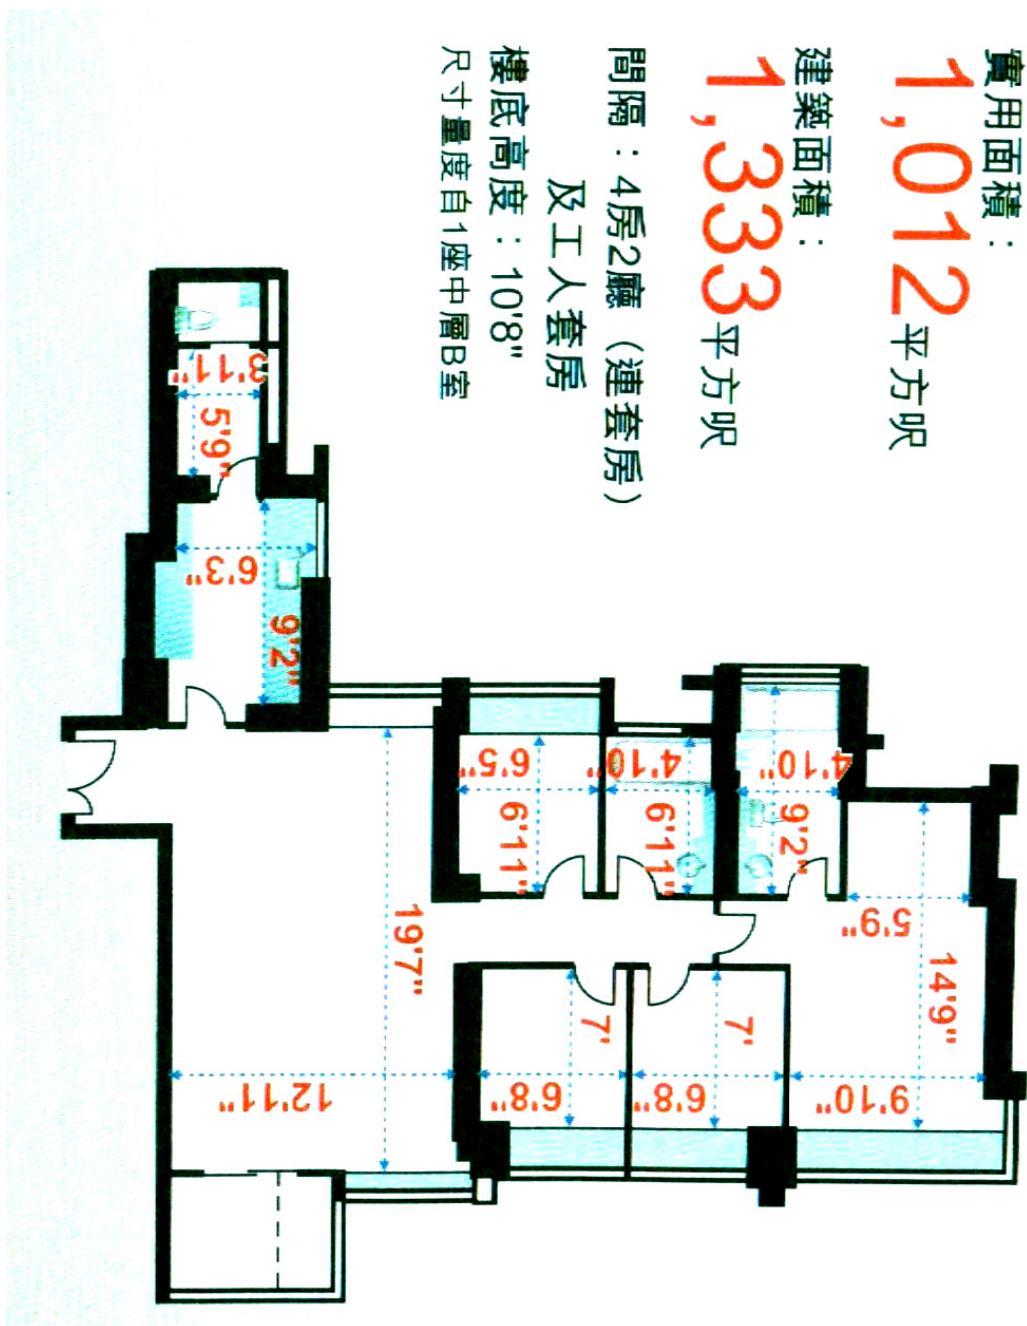 實用面積：
1,012平方呎
建築面積：
1,333平方呎
間隔：4房2廳（連套房）
及工人套房
樓底高度：10'8"
尺寸量度自1座中層B室
3'11"
5'9"
6'3"
9'2"
6'5"
6'11"
4'10"
6'11"
4'10"
9'2"
5'9"
14'9"
19'7"
7'
7'
12'11"
6'8"
6'8"
9'10"